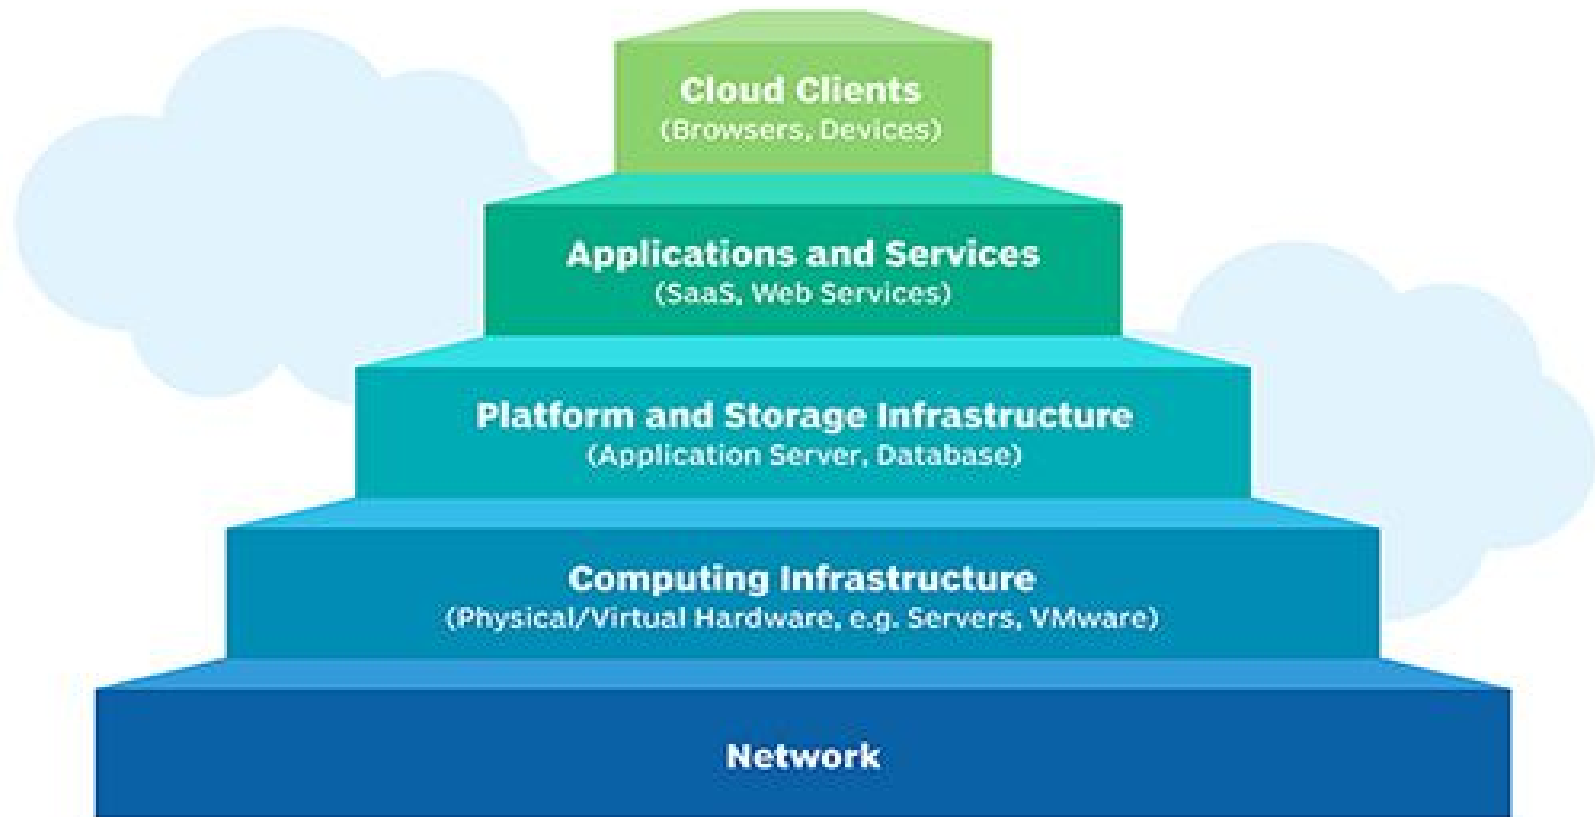 Cloud Clients
(Browsers, Devices)
Applications and Services
(SaaS, Web Services)
Platform and Storage Infrastructure
(Application Server, Database)
Computing Infrastructure
(Physical/Virtual Hardware, e.g. Servers, VMware)
Network